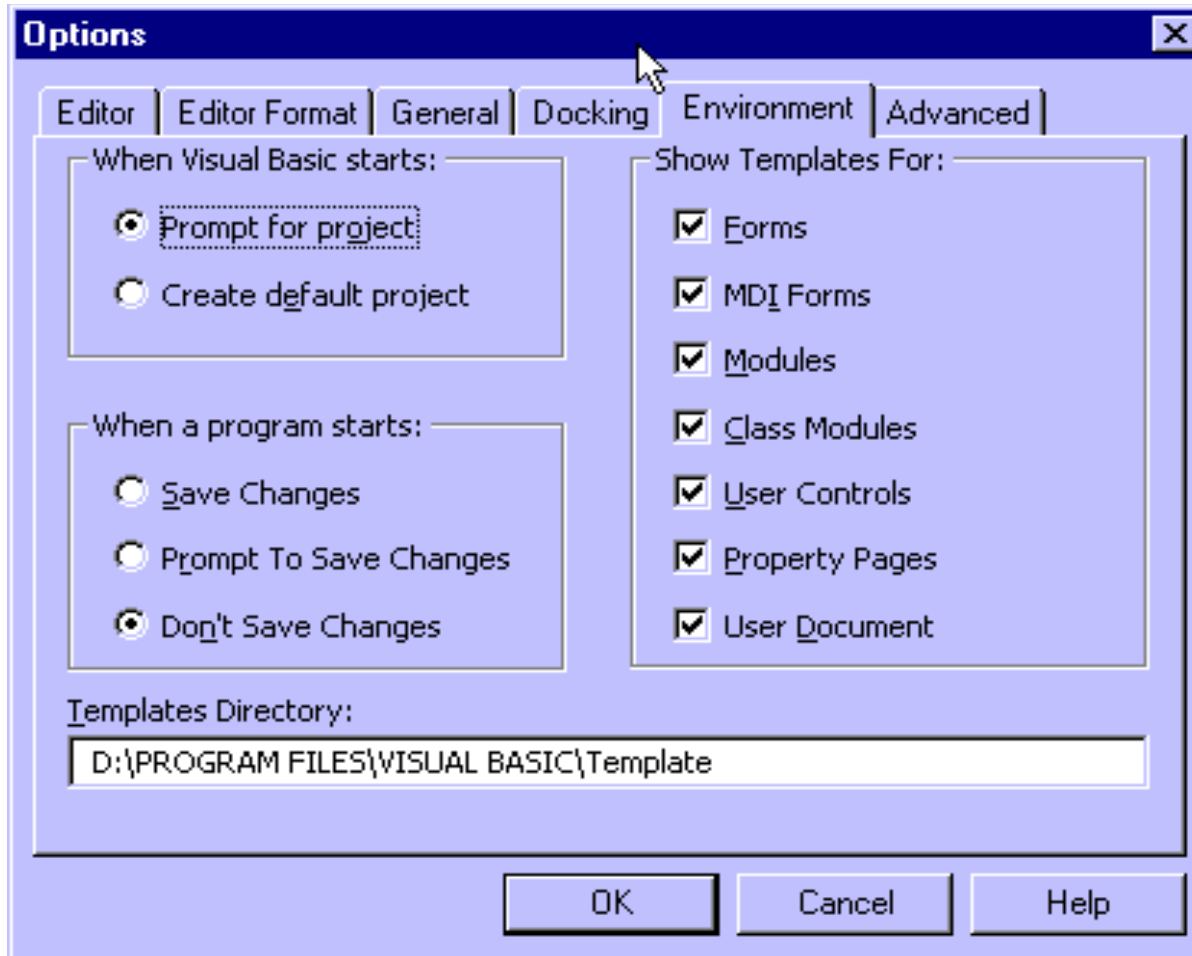 Options
Editor Editor Format General Docking Environment Advanced
When Visual Basic starts:
Prompt for project
Create default project
When a program starts:
Save Changes
Prompt To Save Changes
Don't Save Changes
Show Templates For:
Forms
MDI Forms
Modules
Class Modules
User Controls
Property Pages
User Document
Templates Directory:
D:\PROGRAM FILES\VISUAL BASIC\Template
OK Cancel Help